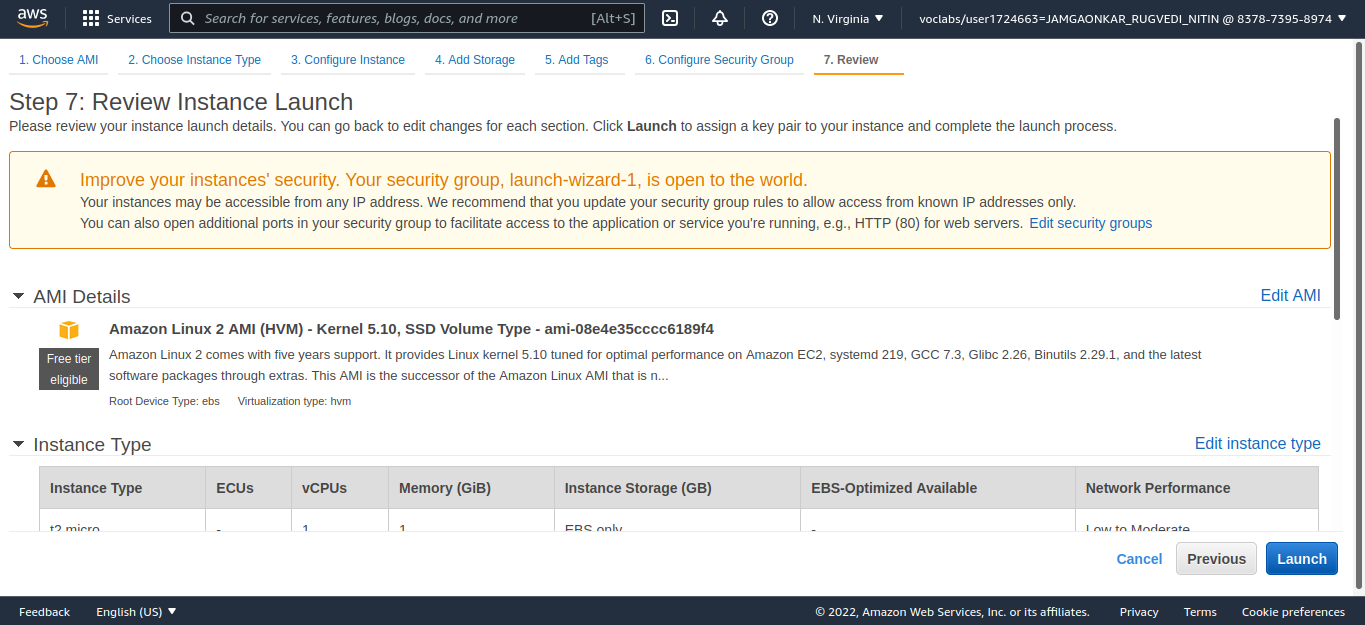 aws Services Search for services, features, blogs, docs, and more [Alt+S] N. Virginia voclabs/user1724663=JAMGAONKAR_RUGVEDI_NITIN @ 8378-7395-8974
1. Choose AMI 2. Choose Instance Type 3. Configure Instance 4. Add Storage 5. Add Tags 6. Configure Security Group 7. Review
Step 7: Review Instance Launch
Please review your instance launch details. You can go back to edit changes for each section. Click Launch to assign a key pair to your instance and complete the launch process.
Improve your instances' security. Your security group, launch-wizard-1, is open to the world.
Your instances may be accessible from any IP address. We recommend that you update your security group rules to allow access from known IP addresses only.
You can also open additional ports in your security group to facilitate access to the application or service you're running, e.g., HTTP (80) for web servers. Edit security groups
AMI Details Edit AMI
Amazon Linux 2 AMI (HVM) - Kernel 5.10, SSD Volume Type - ami-08e4e35cccc6189f4
Free tier
eligible
Amazon Linux 2 comes with five years support. It provides Linux kernel 5.10 tuned for optimal performance on Amazon EC2, systemd 219, GCC 7.3, Glibc 2.26, Binutils 2.29.1, and the latest
software packages through extras. This AMI is the successor of the Amazon Linux AMI that is n...
Root Device Type: ebs Virtualization type: hvm
Instance Type Edit instance type
Instance Type ECUs vCPUs Memory (GiB) Instance Storage (GB) EBS-Optimized Available Network Performance
t2.micro - 1 1 EBS only - Low to Moderate
Cancel Previous Launch
Feedback English (US) © 2022, Amazon Web Services, Inc. or its affiliates. Privacy Terms Cookie preferences